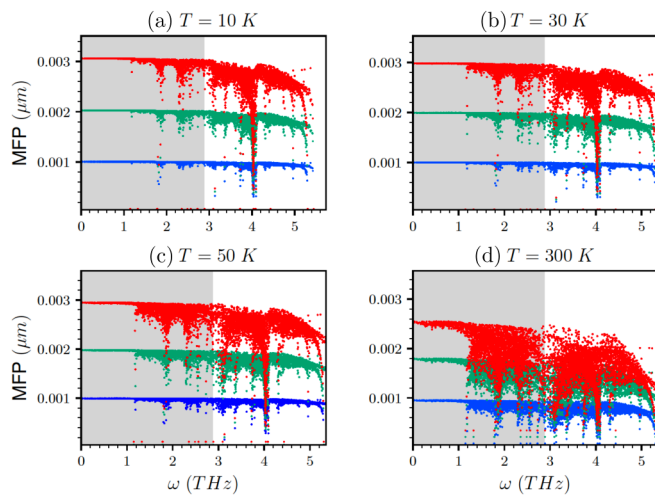 (a) T = 10 K
(b) T = 30 K
MFP (μm)
0.003
0.002
0.001
0 1 2 3 4 5
0.003
0.002
0.001
0 1 2 3 4 5
(c) T = 50 K
(d) T = 300 K
MFP (μm)
0.003
0.002
0.001
0 1 2 3 4 5
ω (THz)
0.003
0.002
0.001
0 1 2 3 4 5
ω (THz)